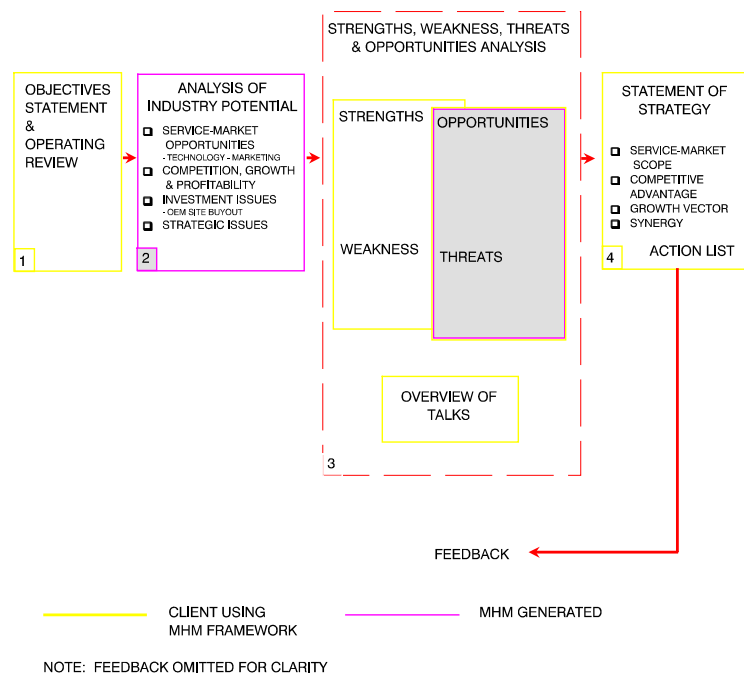 OBJECTIVES
STATEMENT
&
OPERATING
REVIEW
1
ANALYSIS OF
INDUSTRY POTENTIAL
SERVICE-MARKET
OPPORTUNITIES
- TECHNOLOGY - MARKETING
COMPETITION, GROWTH
& PROFITABILITY
INVESTMENT ISSUES
- OEM SITE BUYOUT
STRATEGIC ISSUES
2
STRENGTHS, WEAKNESS, THREATS
& OPPORTUNITIES ANALYSIS
STRENGTHS
OPPORTUNITIES
WEAKNESS
THREATS
OVERVIEW OF
TALKS
3
STATEMENT OF
STRATEGY
SERVICE-MARKET
SCOPE
COMPETITIVE
ADVANTAGE
GROWTH VECTOR
SYNERGY
4
ACTION LIST
FEEDBACK
CLIENT USING
MHM FRAMEWORK
MHM GENERATED
NOTE: FEEDBACK OMITTED FOR CLARITY